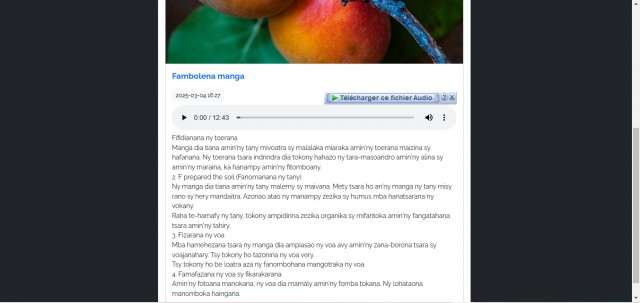 Fambolena manga
2025-03-04 16:27
Télécharger ce fichier Audio
0:00 / 12:43
Fifidianana ny toerana
Manga dia tiana amin'ny tany mivoatra sy malalaka miaraka amin'ny toerana maizina sy
hafanana. Ny toerana tsara indrindra dia tokony hahazo ny tara-masoandro amin'ny alina sy
amin'ny maraina, ka hanampy amin'ny fitomboany.
2. F prepared the soil (Fanomanana ny tany)
Ny manga dia tiana amin'ny tany malemy sy maivana. Mety tsara ho an'ny manga ny tany misy
rano sy hery mandaitra. Azonao atao ny manampy zezika sy humus mba hanatsarana ny
vokany.
Raha te-hamafy ny tany, tokony ampidirina zezika organika sy mifantoka amin'ny fangatahana
tsara amin'ny tahiry.
3. Fizarana ny voa
Mba hamohezana tsara ny manga dia ampiasao ny voa avy amin'ny zana-borona tsara sy
voajanahary. Tsy tokony ho tazonina ny voa very.
Tsy tokony ho be loatra aza ny fanombohana mangotraka ny voa.
4. Famafazana ny voa sy fikarakarana
Amin'ny fotoana manokana, ny voa dia mamaly amin'ny fomba tokana. Ny lohataona
manomboka haingana.